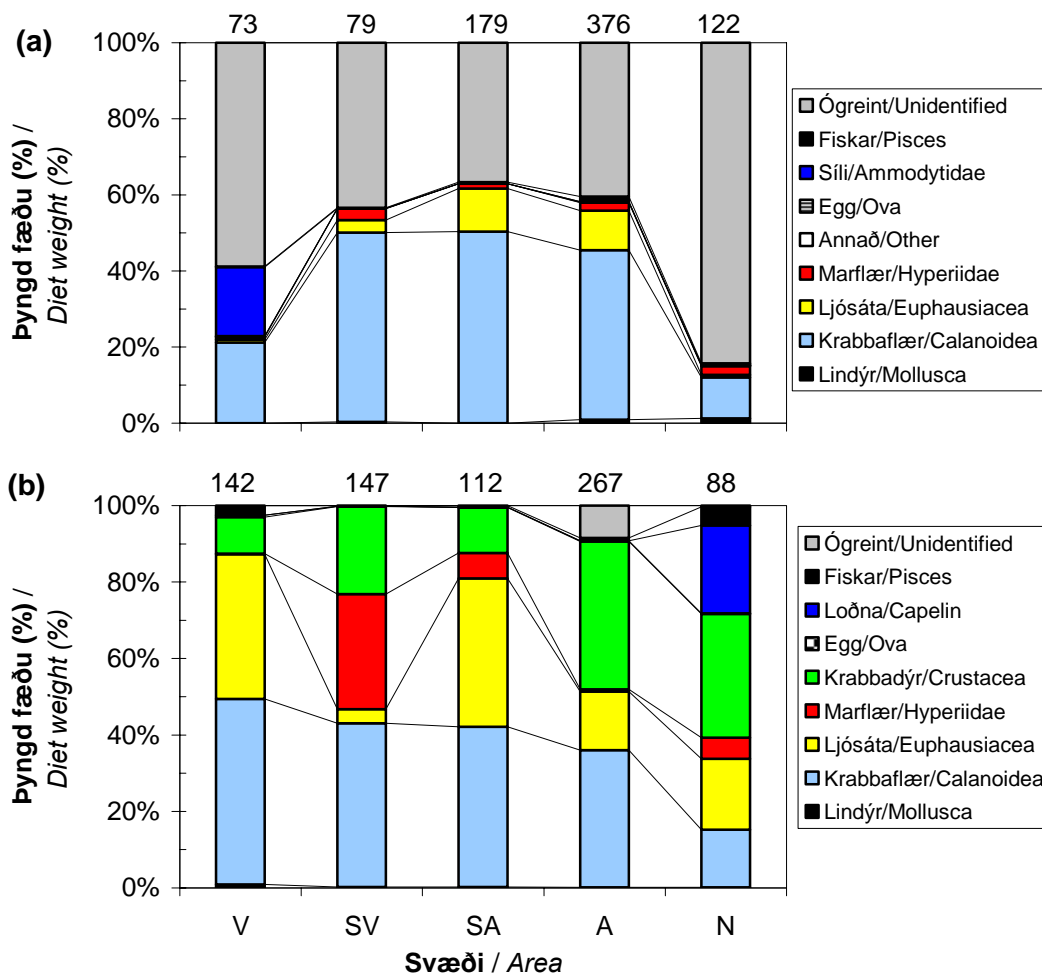 (a)
73 79 179 376 122
100%
80%
60%
40%
20%
0%
Þyngd fæðu (%) /
Diet weight (%)
Ógreint/Unidentified
Fiskar/Pisces
Síli/Ammodytidae
Egg/Ova
Annað/Other
Marflær/Hyperiidae
Ljósáta/Euphausiacea
Krabbaflær/Calanoidea
Lindýr/Mollusca
(b)
142 147 112 267 88
100%
80%
60%
40%
20%
0%
Þyngd fæðu (%) /
Diet weight (%)
Ógreint/Unidentified
Fiskar/Pisces
Loðna/Capelin
Egg/Ova
Krabbadýr/Crustacea
Marflær/Hyperiidae
Ljósáta/Euphausiacea
Krabbaflær/Calanoidea
Lindýr/Mollusca
V SV SA A N
Svæði / Area